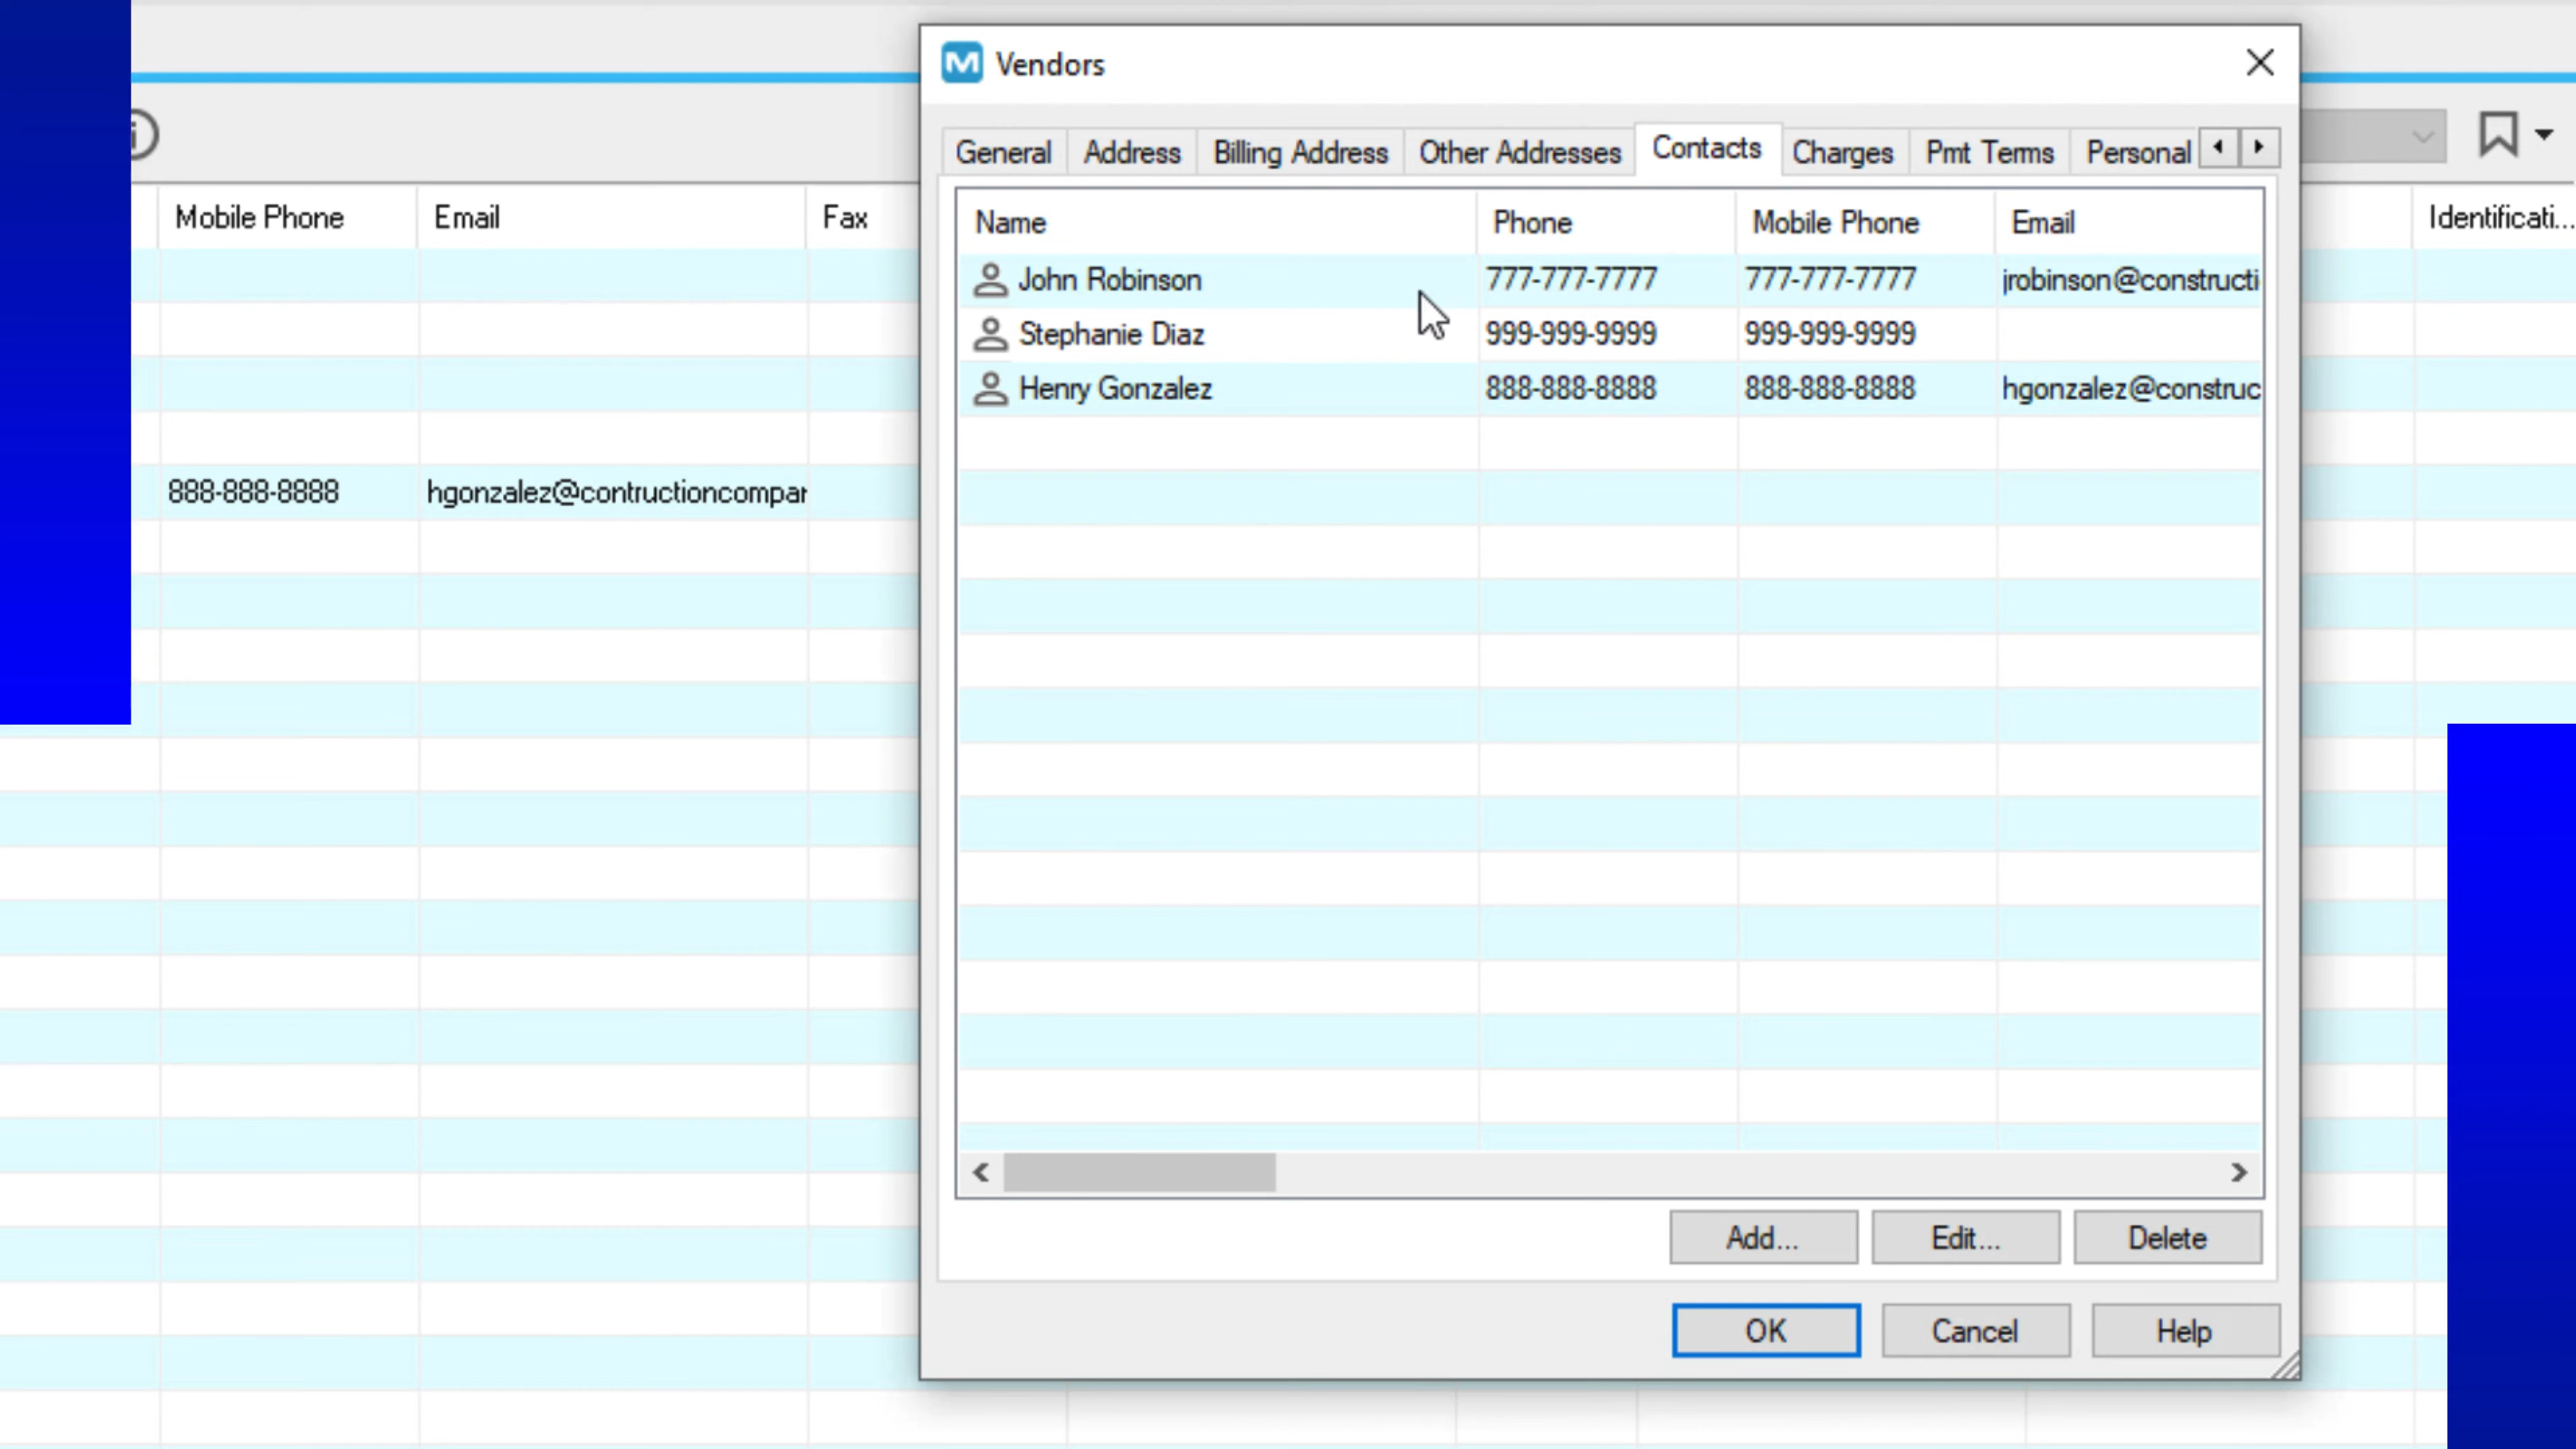 Vendors
General Address Billing Address Other Addresses Contacts Charges Pmt Terms Personal
Mobile Phone Email Fax
Identificati...
Name Phone Mobile Phone Email
John Robinson 777-777-7777 777-777-7777 jrobinson@constructi
Stephanie Diaz 999-999-9999 999-999-9999
Henry Gonzalez 888-888-8888 888-888-8888 hgonzalez@construc
888-888-8888 hgonzalez@contructioncompar
Add... Edit... Delete
OK Cancel Help